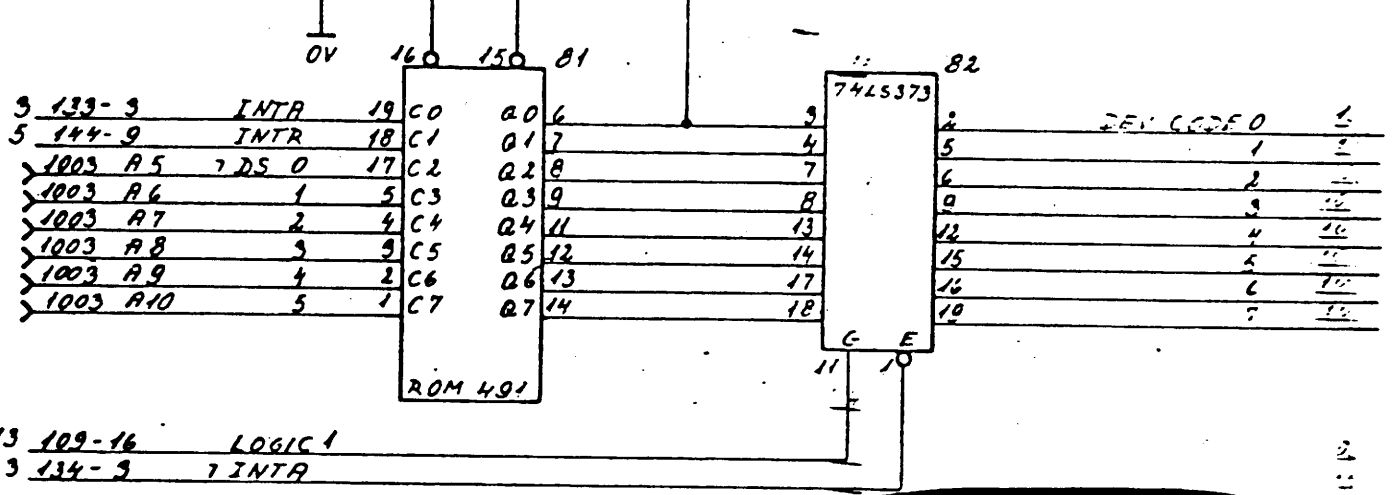 0V 16 15 81 82
74LS373
3 133-3 INTA 19 C0 Q0 6 3 2 DEV CODE 0
5 144-9 INTR 18 C1 Q1 7 4 5 1
1003 A5 ¬DS 0 17 C2 Q2 8 7 6 2
1003 A6 1 5 C3 Q3 9 8 9 3
1003 A7 2 4 C4 Q4 11 13 12 4
1003 A8 3 3 C5 Q5 12 14 15 5
1003 A9 4 2 C6 Q6 13 17 16 6
1003 A10 5 1 C7 Q7 14 18 19 7
G E
11 1
ROM 491
13 109-16 LOGIC 1
3 134-3 ¬INTA